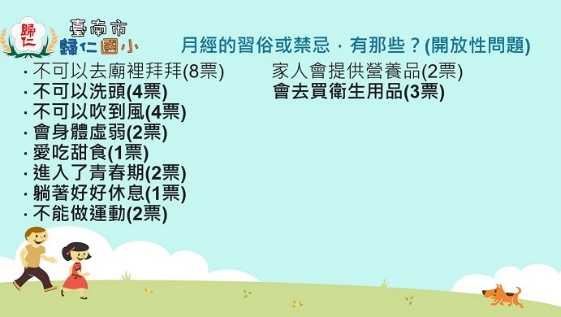 歸仁
臺南市
歸仁國小
月經的習俗或禁忌，有那些？(開放性問題)
· 不可以去廟裡拜拜(8票)
· 不可以洗頭(4票)
· 不可以吹到風(4票)
· 會身體虛弱(2票)
· 愛吃甜食(1票)
· 進入了青春期(2票)
· 躺著好好休息(1票)
· 不能做運動(2票)
家人會提供營養品(2票)
會去買衛生用品(3票)